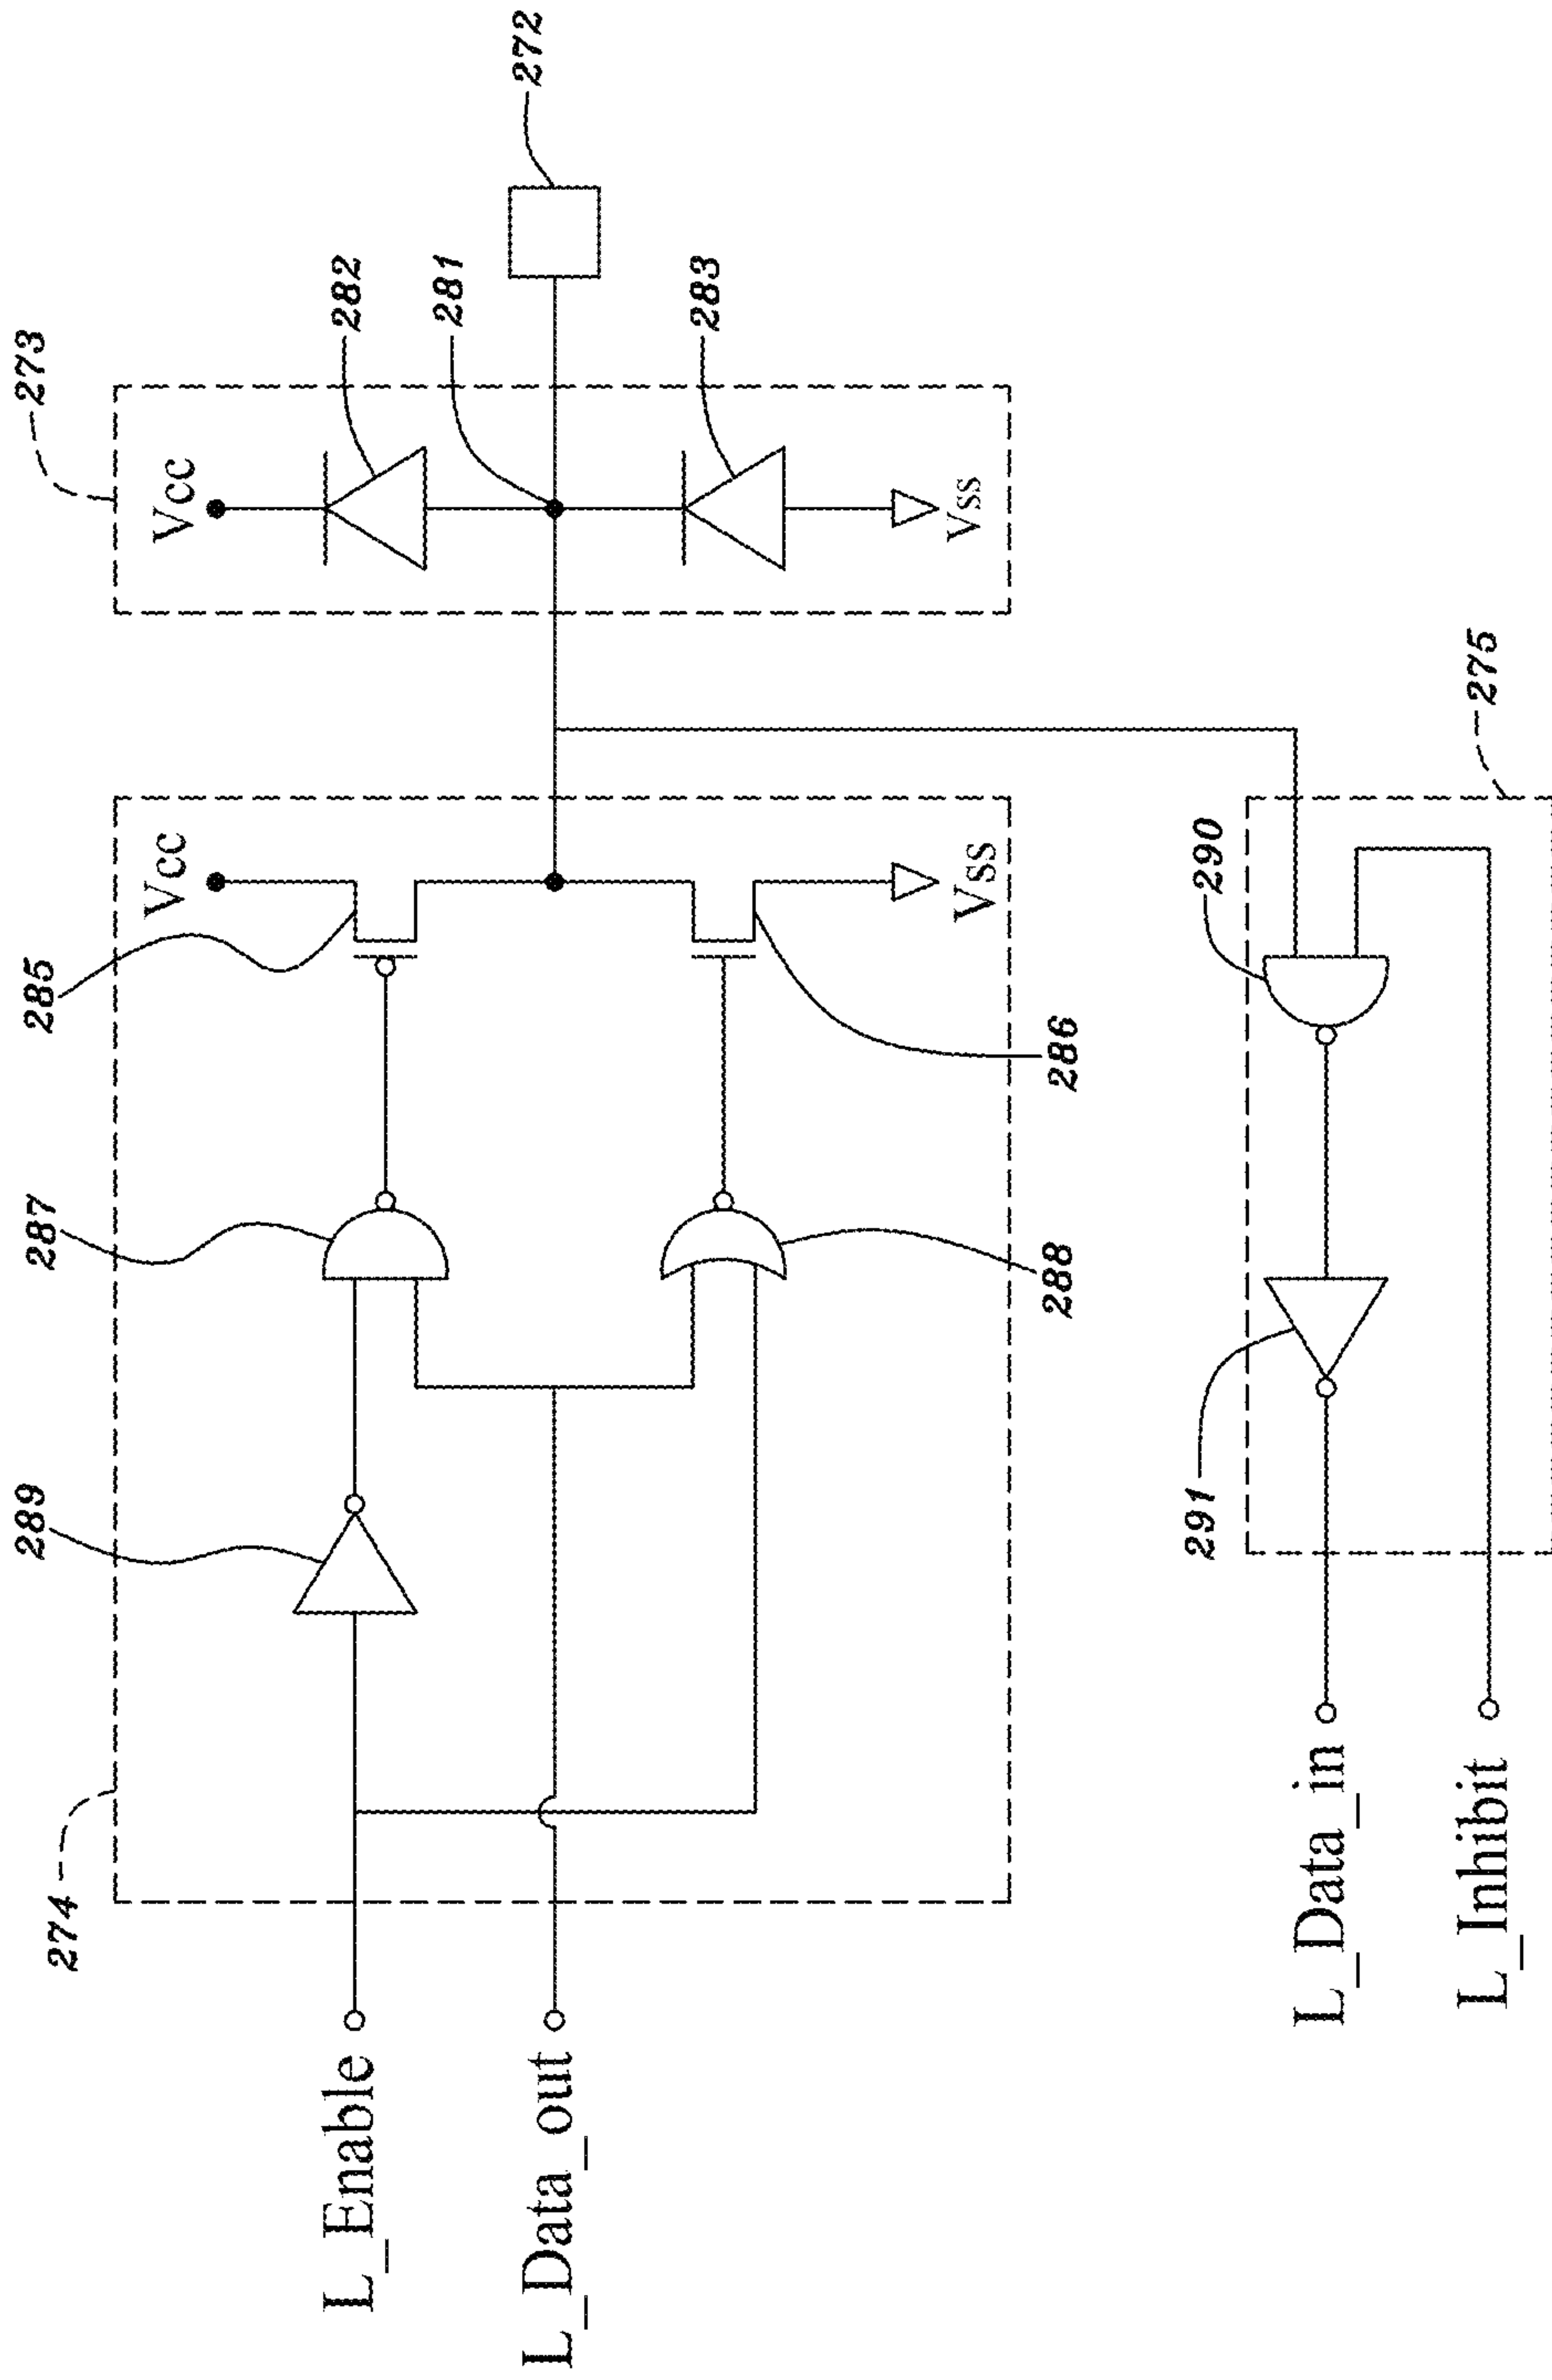 273
282
281
272
283
Vcc
Vss
274
289
287
285
Vcc
286
288
Vss
L_Enable
L_Data_out
275
290
291
L_Data_in
L_Inhibit